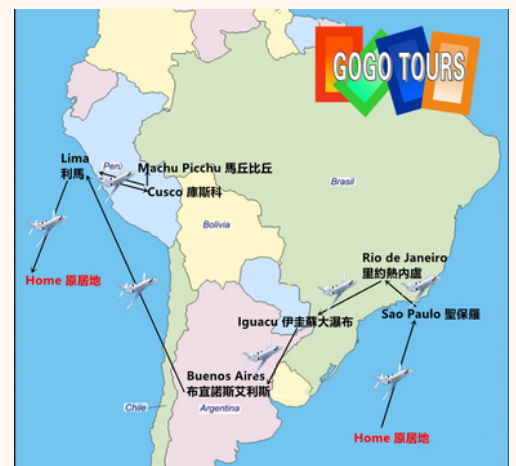 GOGO TOURS
Lima
利馬
Perú
Machu Picchu 馬丘比丘
Cusco 庫斯科
Brasil
Bolivia
Home 原居地
Rio de Janeiro
里約熱內盧
Sao Paulo 聖保羅
Iguacu 伊圭蘇大瀑布
Buenos Aires
布宜諾斯艾利斯
Chile
Argentina
Home 原居地